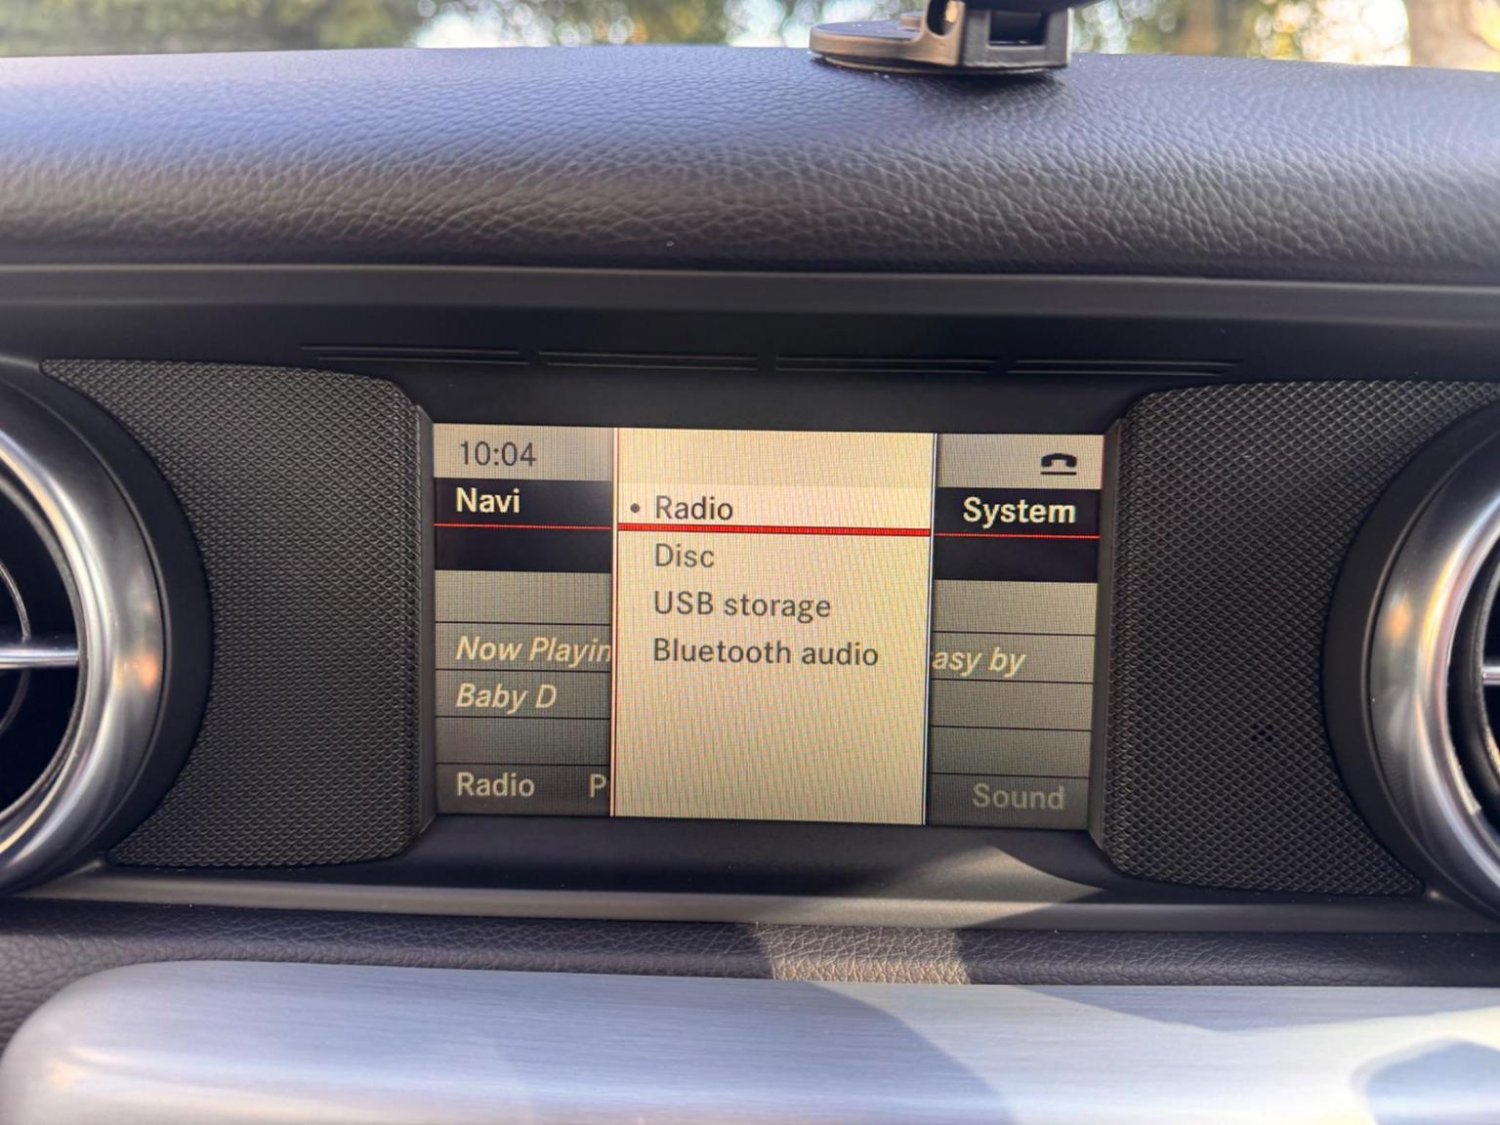 10:04
Navi
• Radio
System
Disc
USB storage
Bluetooth audio
Now Playin
asy by
Baby D
Radio P
Sound